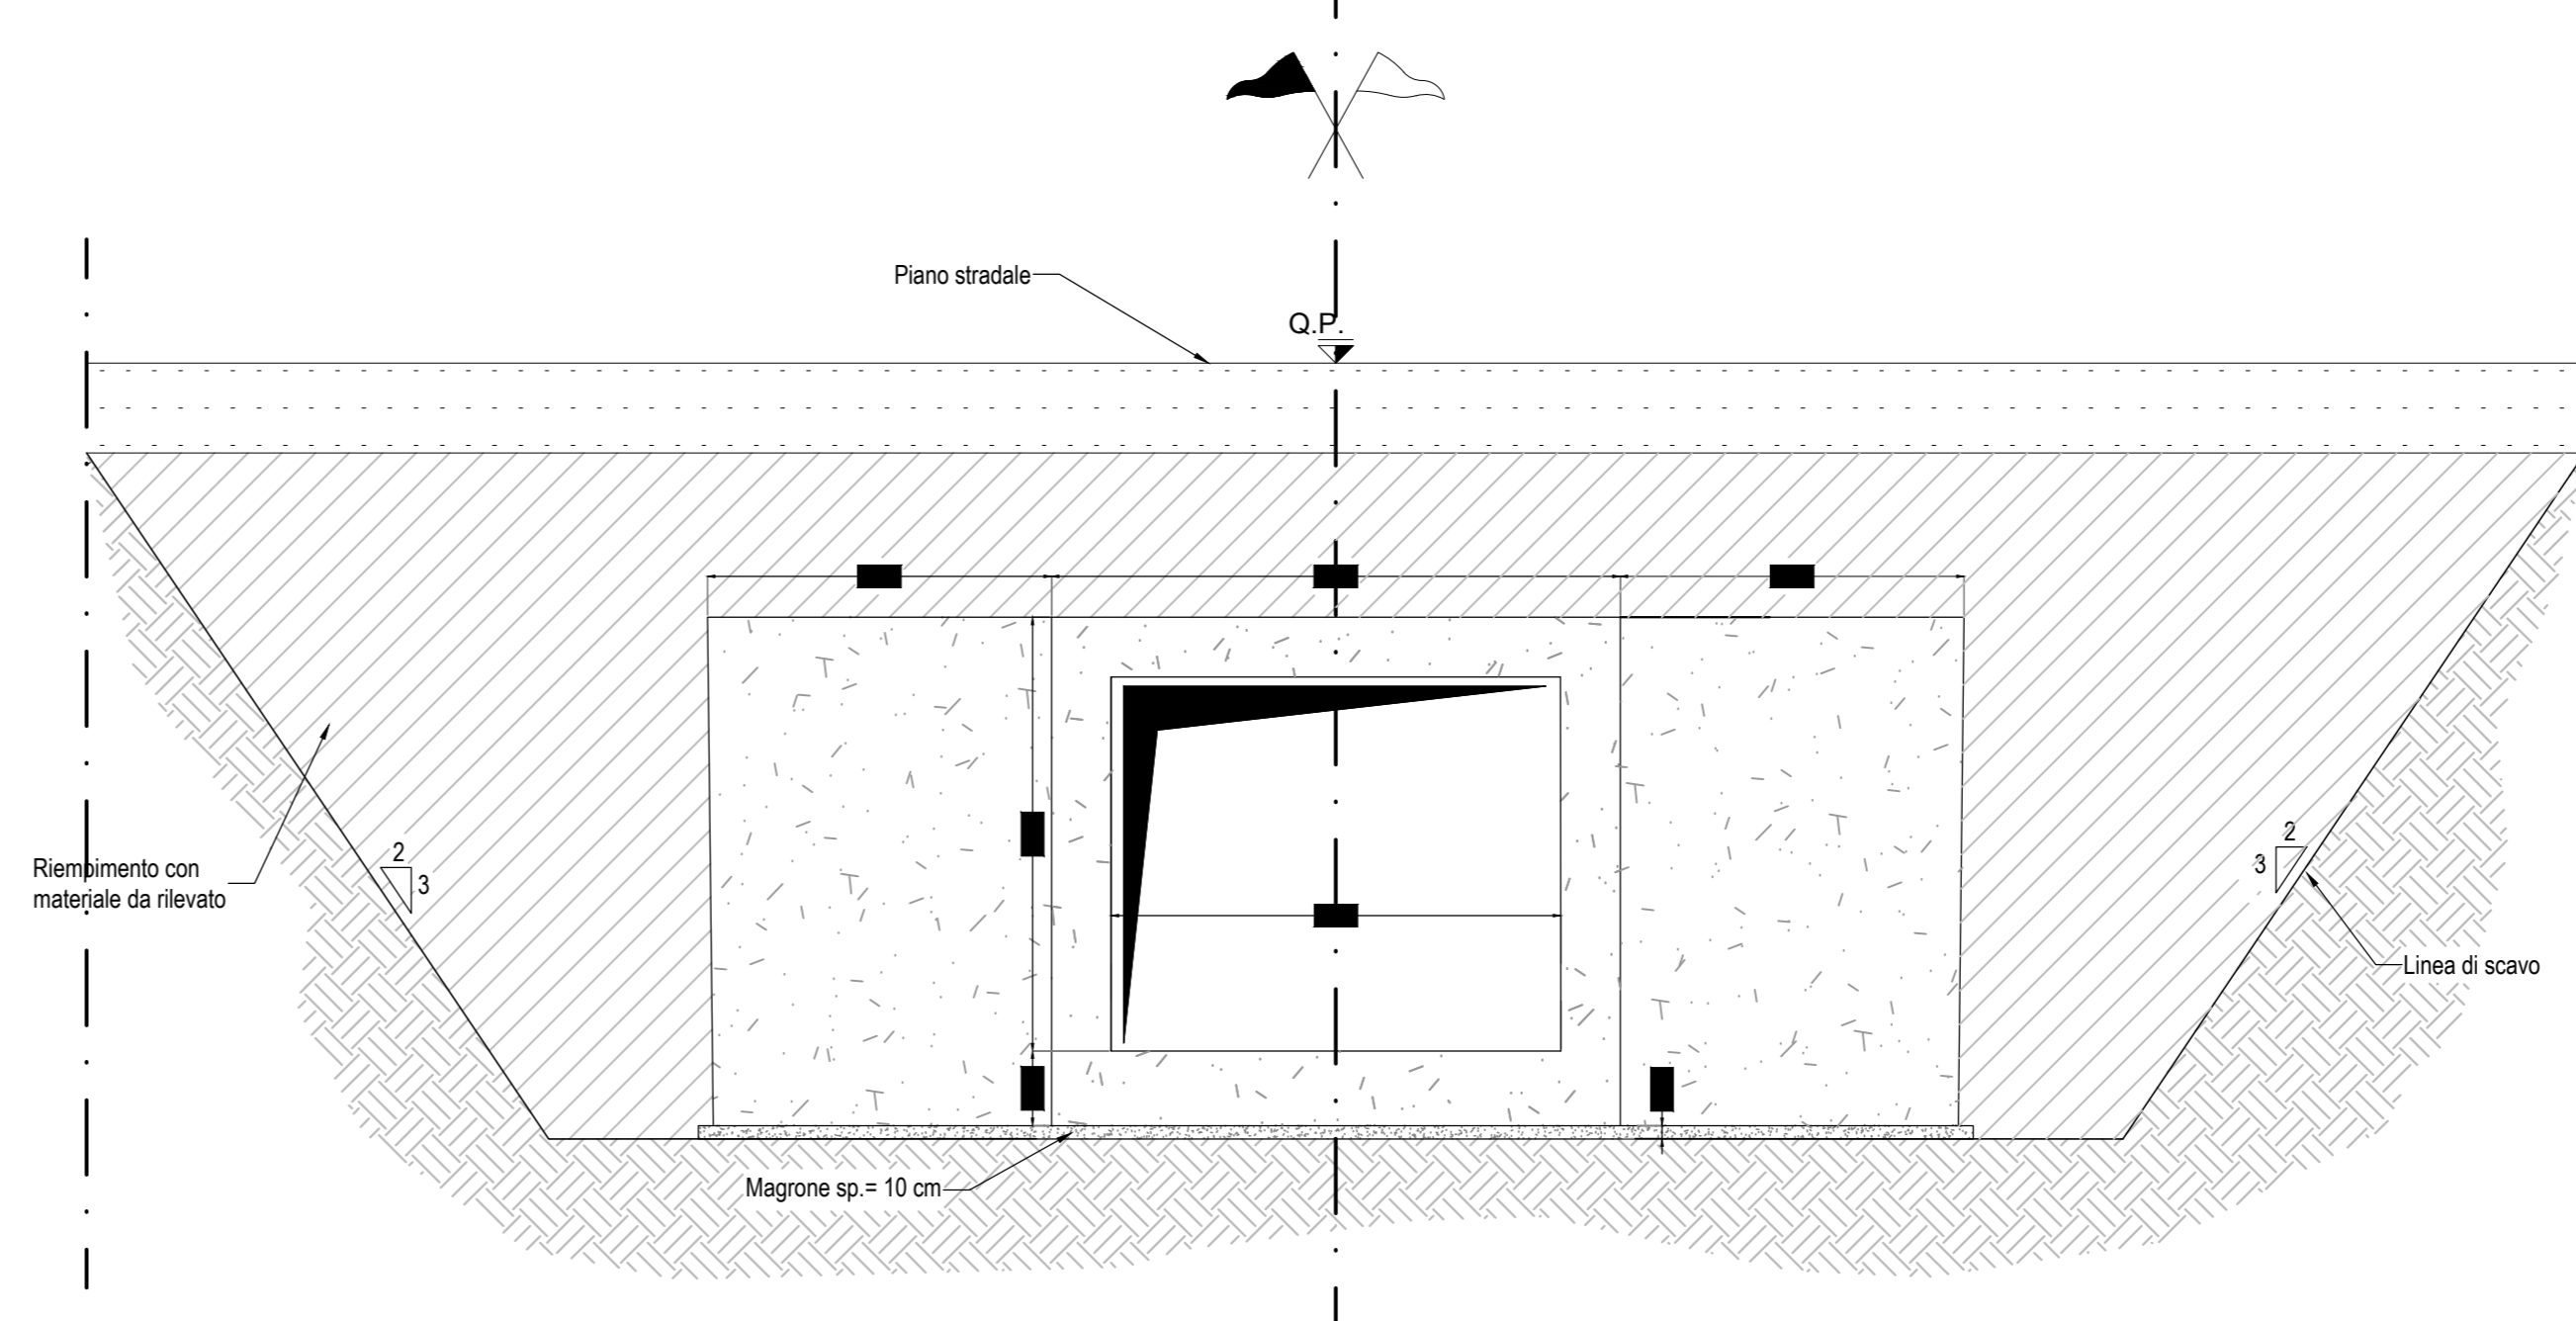 Piano stradale
Q.P.
Riempimento con
materiale da rilevato
2
3
2
3
Linea di scavo
Magrone sp.= 10 cm